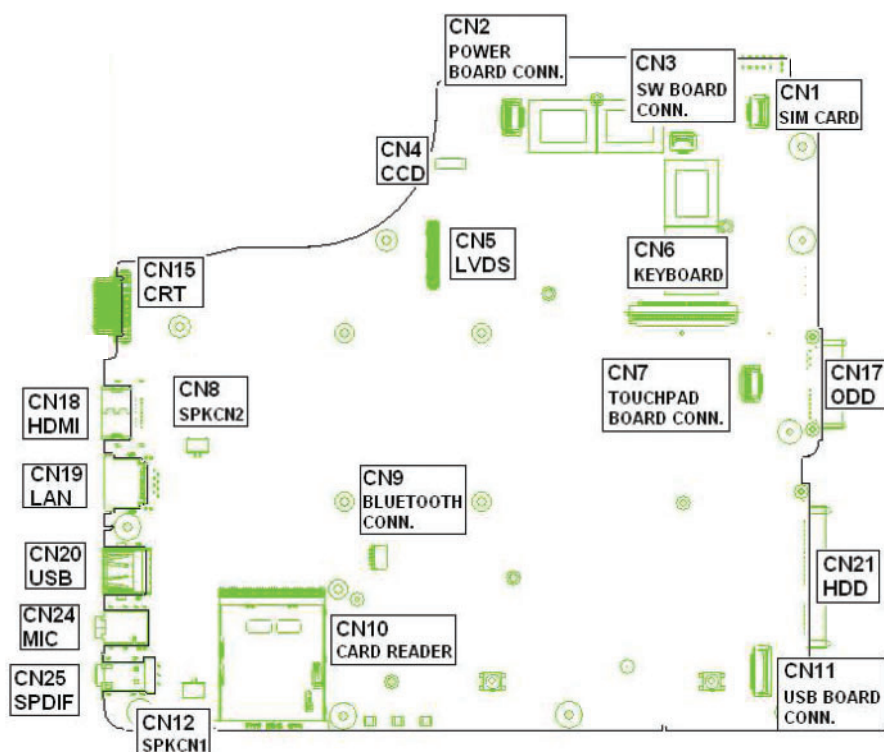 CN2
POWER
BOARD CONN.
CN3
SW BOARD
CONN.
CN1
SIM CARD
CN4
CCD
CN5
LVDS
CN6
KEYBOARD
CN15
CRT
CN8
SPKCN2
CN7
TOUCHPAD
BOARD CONN.
CN17
ODD
CN18
HDMI
CN19
LAN
CN9
BLUETOOTH
CONN.
CN20
USB
CN21
HDD
CN24
MIC
CN10
CARD READER
CN25
SPDIF
CN11
USB BOARD
CONN.
CN12
SPKCN1